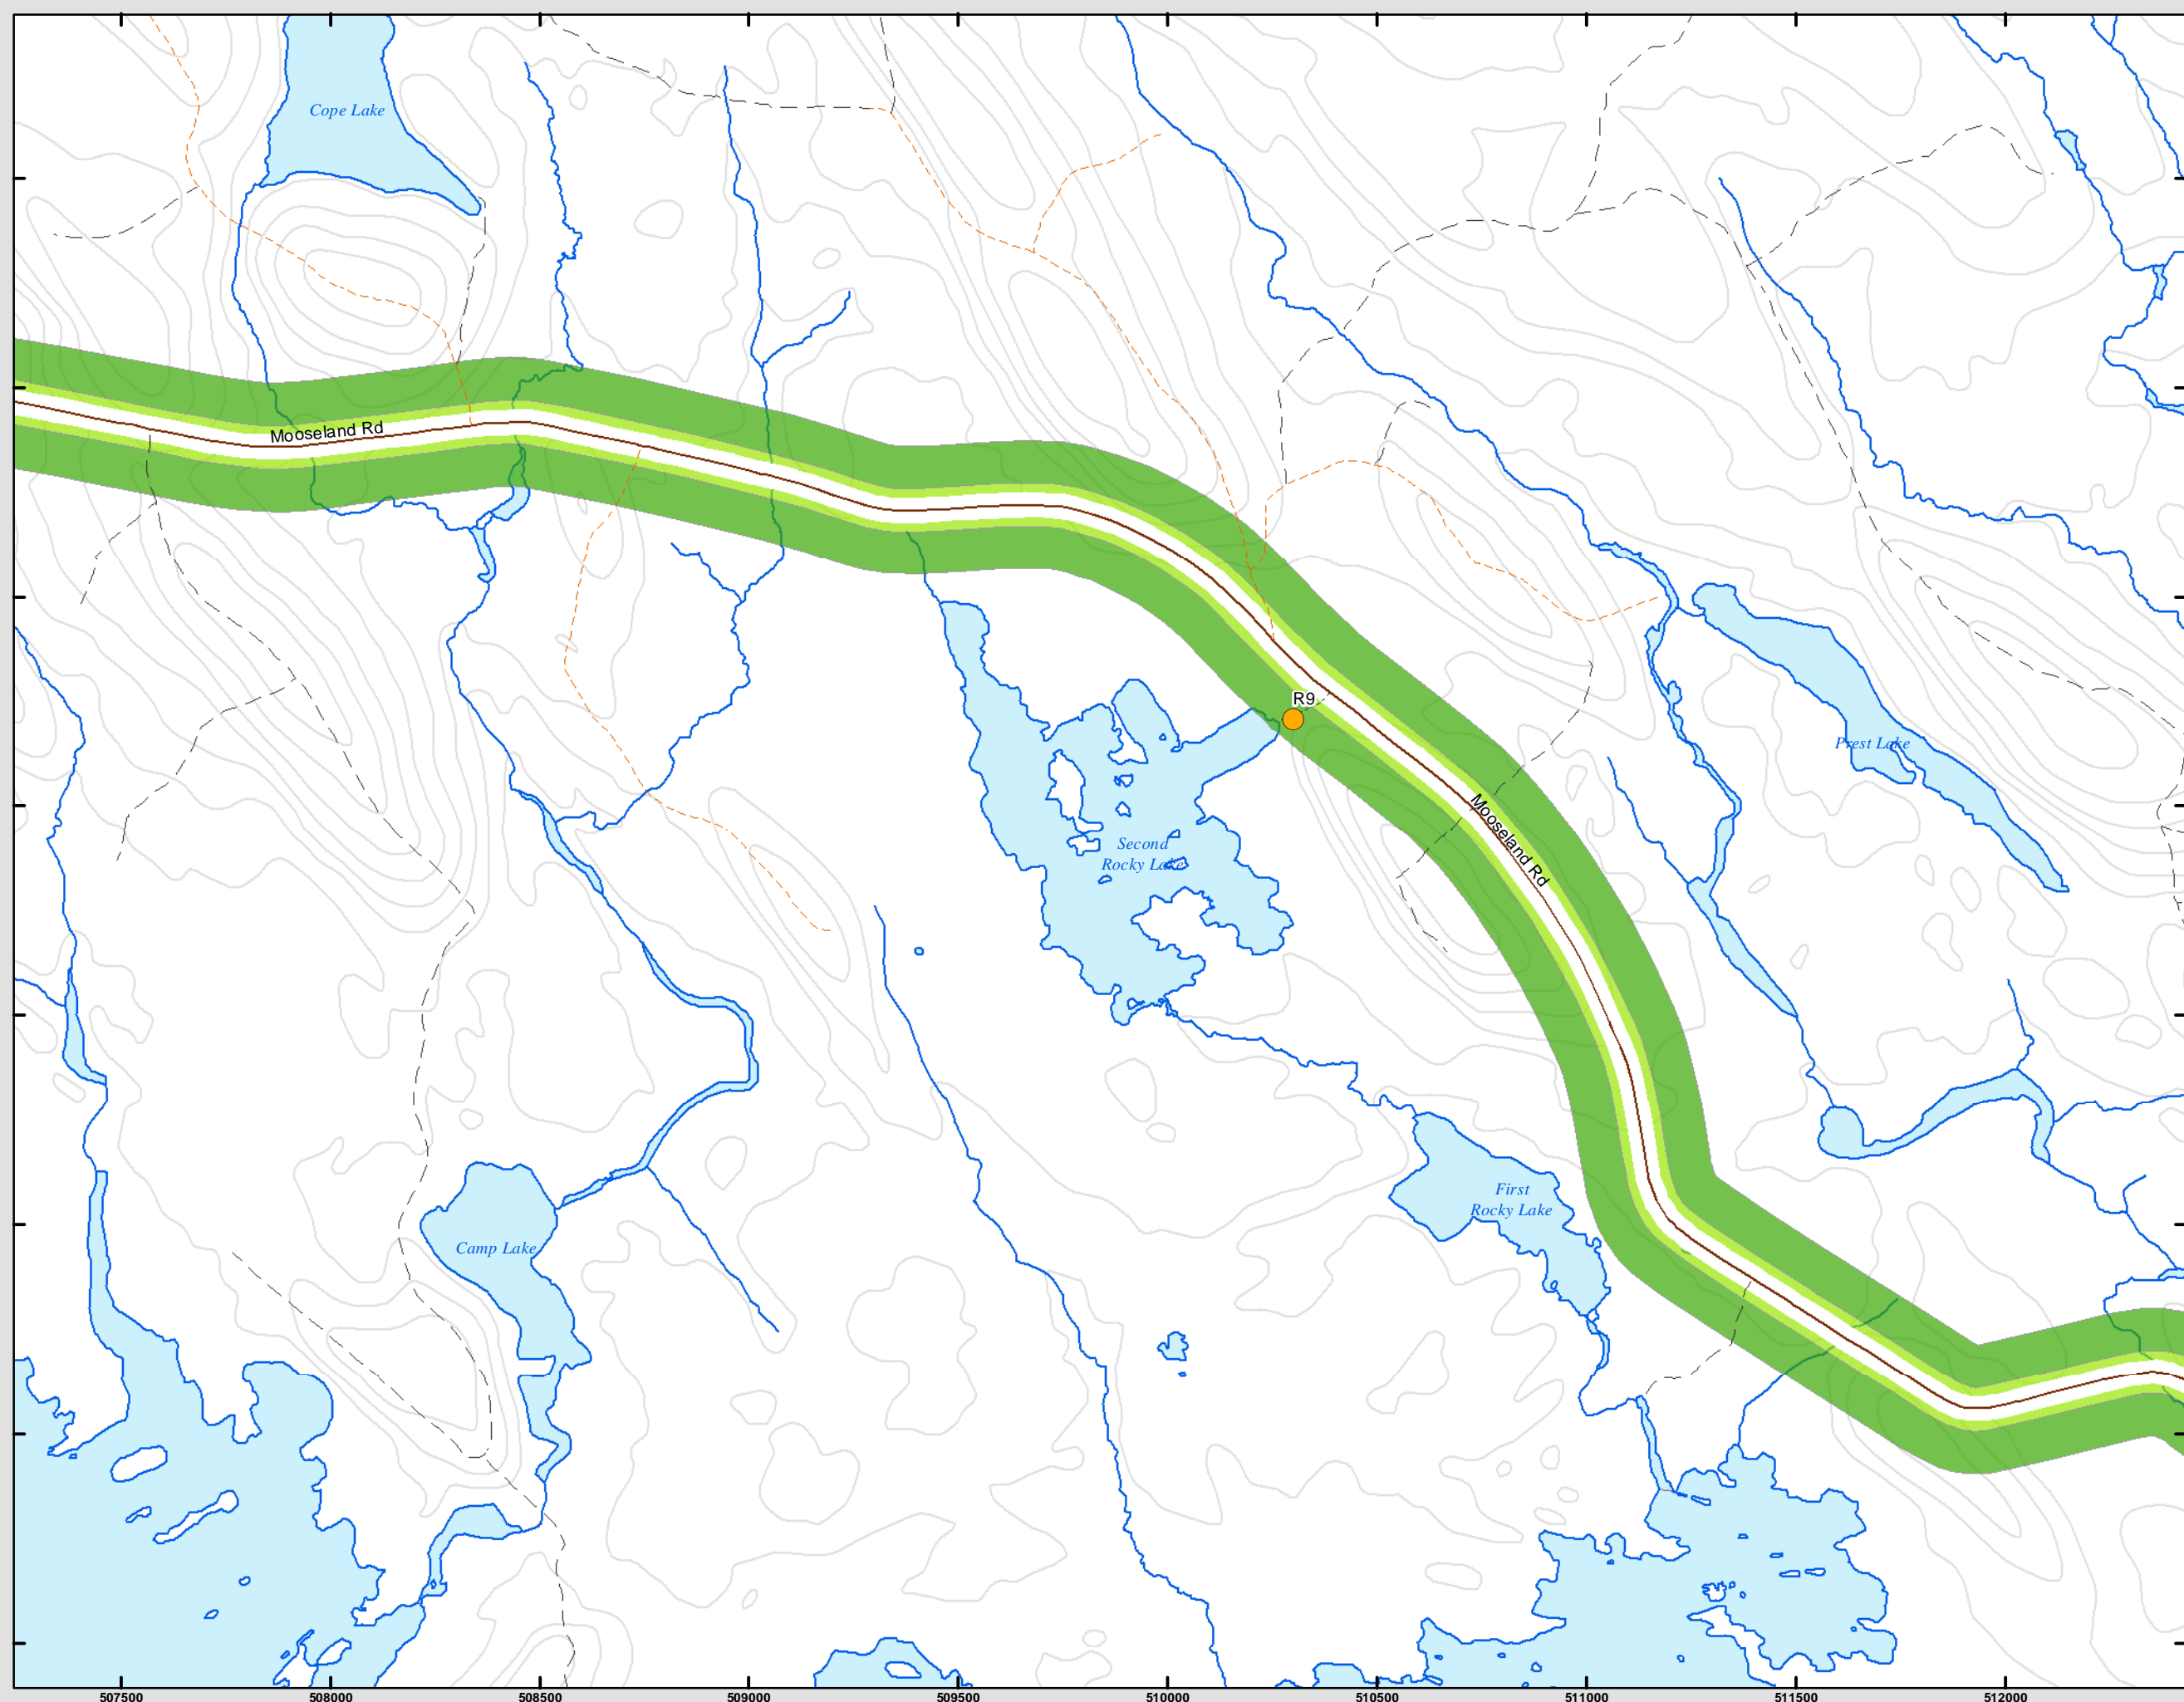 Cope Lake
Mooseland Rd
R9
Prest Lake
Mooseland Rd
Second
Rocky Lake
First
Rocky Lake
Camp Lake
507500 508000 508500 509000 509500 510000 510500 511000 511500 512000